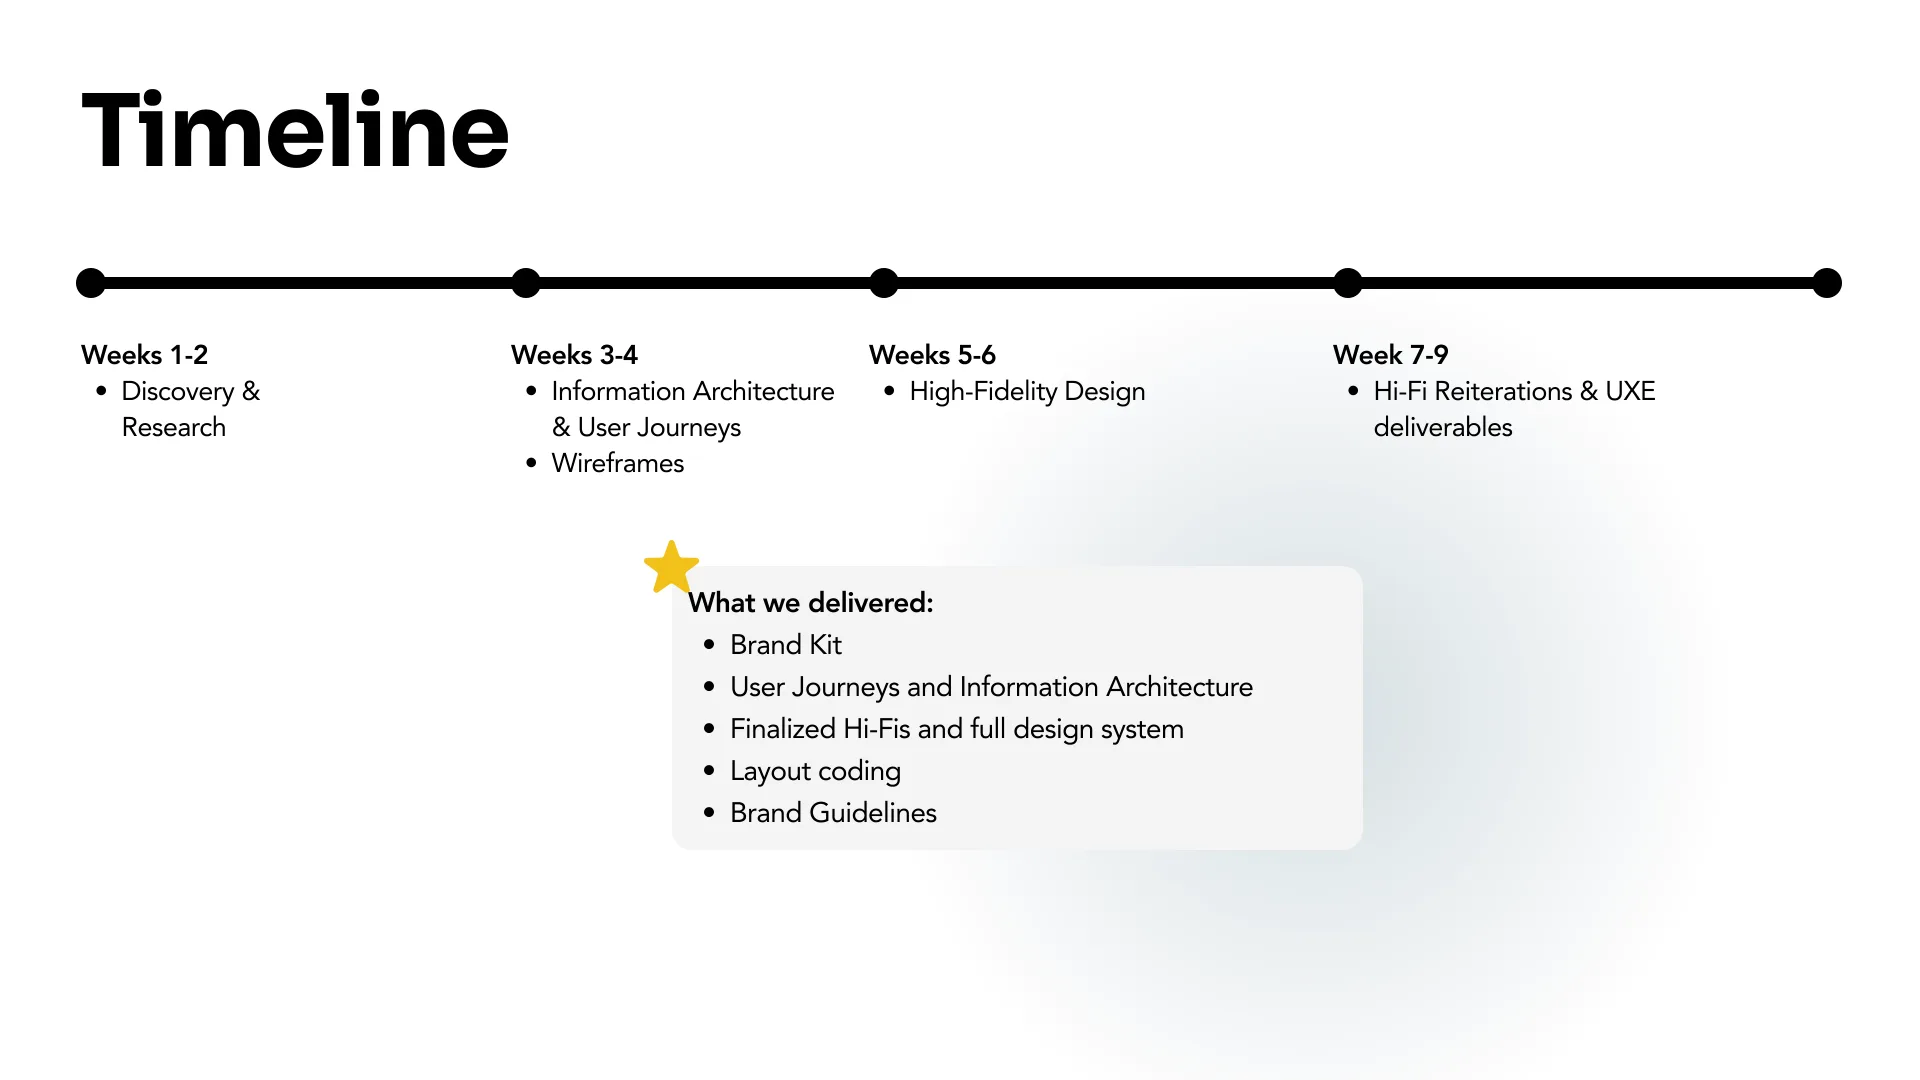 Timeline
Weeks 1-2
• Discovery &
Research
Weeks 3-4
• Information Architecture
& User Journeys
• Wireframes
Weeks 5-6
• High-Fidelity Design
Week 7-9
• Hi-Fi Reiterations & UXE
deliverables
What we delivered:
• Brand Kit
• User Journeys and Information Architecture
• Finalized Hi-Fis and full design system
• Layout coding
• Brand Guidelines